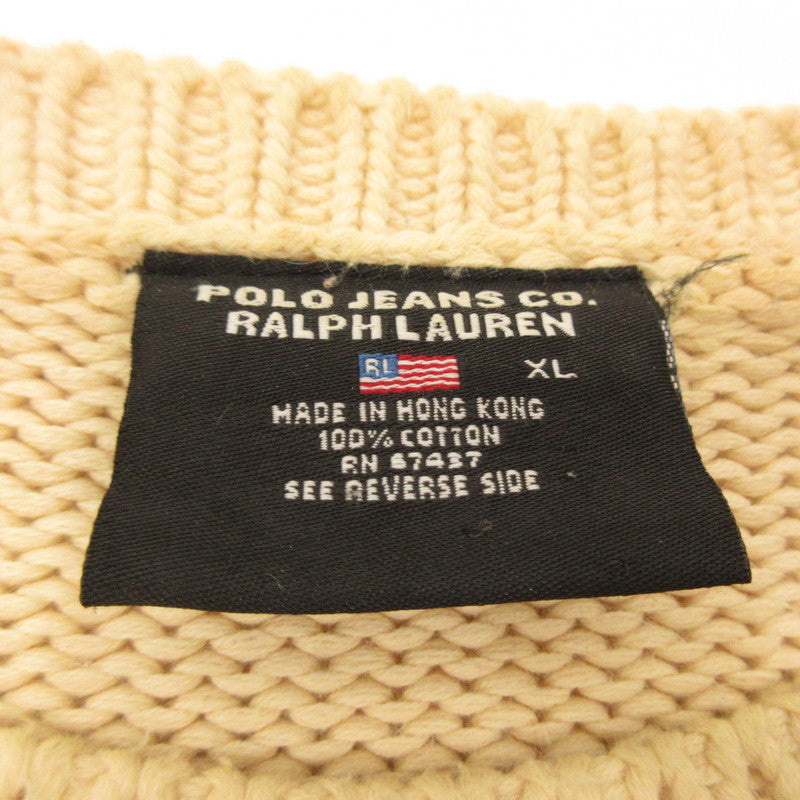 POLO JEANS CO.
RALPH LAUREN
RL XL
MADE IN HONG KONG
100% COTTON
RN 67437
SEE REVERSE SIDE